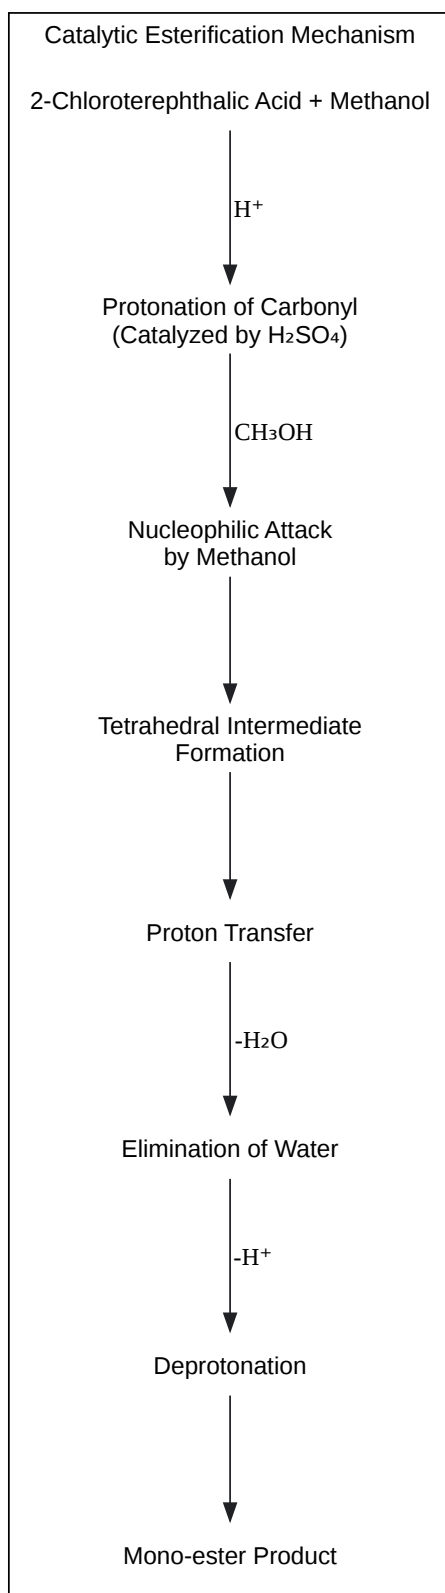 Catalytic Esterification Mechanism
2-Chloroterephthalic Acid + Methanol
H⁺
Protonation of Carbonyl
(Catalyzed by H₂SO₄)
CH₃OH
Nucleophilic Attack
by Methanol
Tetrahedral Intermediate
Formation
Proton Transfer
-H₂O
Elimination of Water
-H⁺
Deprotonation
Mono-ester Product